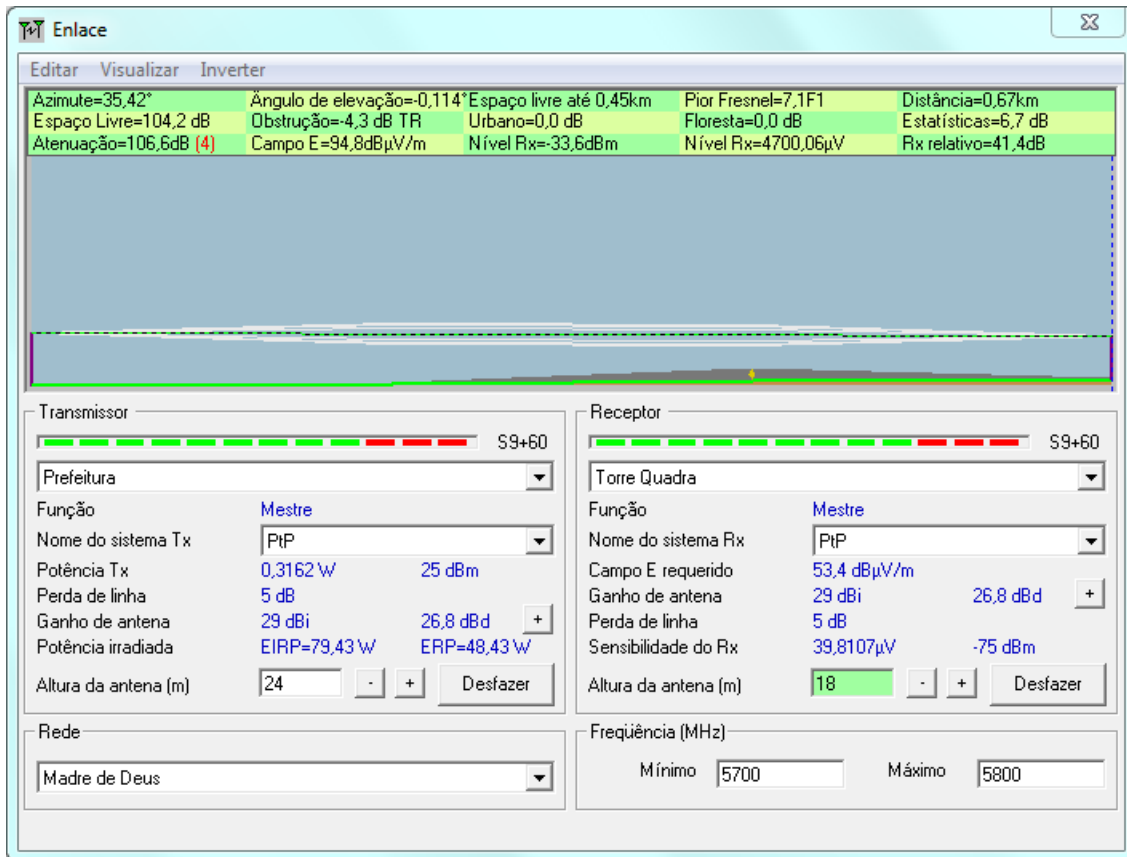 Enlace
Editar Visualizar Inverter
Azimute=35,42° Ângulo de elevação=-0,114° Espaço livre até 0,45km Pior Fresnel=7,1F1 Distância=0,67km
Espaço Livre=104,2 dB Obstrução=-4,3 dB TR Urbano=0,0 dB Floresta=0,0 dB Estatísticas=6,7 dB
Atenuação=106,6dB (4) Campo E=94,8dBµV/m Nível Rx=-33,6dBm Nível Rx=4700,06µV Rx relativo=41,4dB
Transmissor
S9+60
Prefeitura
Função Mestre
Nome do sistema Tx PtP
Potência Tx 0,3162 W 25 dBm
Perda de linha 5 dB
Ganho de antena 29 dBi 26,8 dBd +
Potência irradiada EIRP=79,43 W ERP=48,43 W
Altura da antena (m) 24 - + Desfazer
Receptor
S9+60
Torre Quadra
Função Mestre
Nome do sistema Rx PtP
Campo E requerido 53,4 dBµV/m
Ganho de antena 29 dBi 26,8 dBd +
Perda de linha 5 dB
Sensibilidade do Rx 39,8107µV -75 dBm
Altura da antena (m) 18 - + Desfazer
Rede
Madre de Deus
Freqüência (MHz)
Mínimo 5700 Máximo 5800